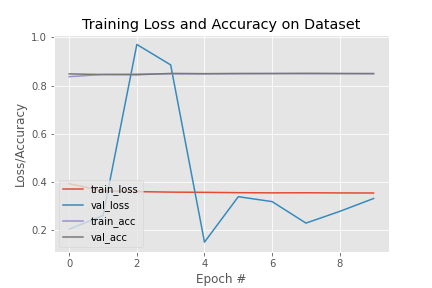 Training Loss and Accuracy on Dataset
1.0
0.8
0.6
0.4
0.2
Loss/Accuracy
train_loss
val_loss
train_acc
val_acc
0 2 4 6 8
Epoch #